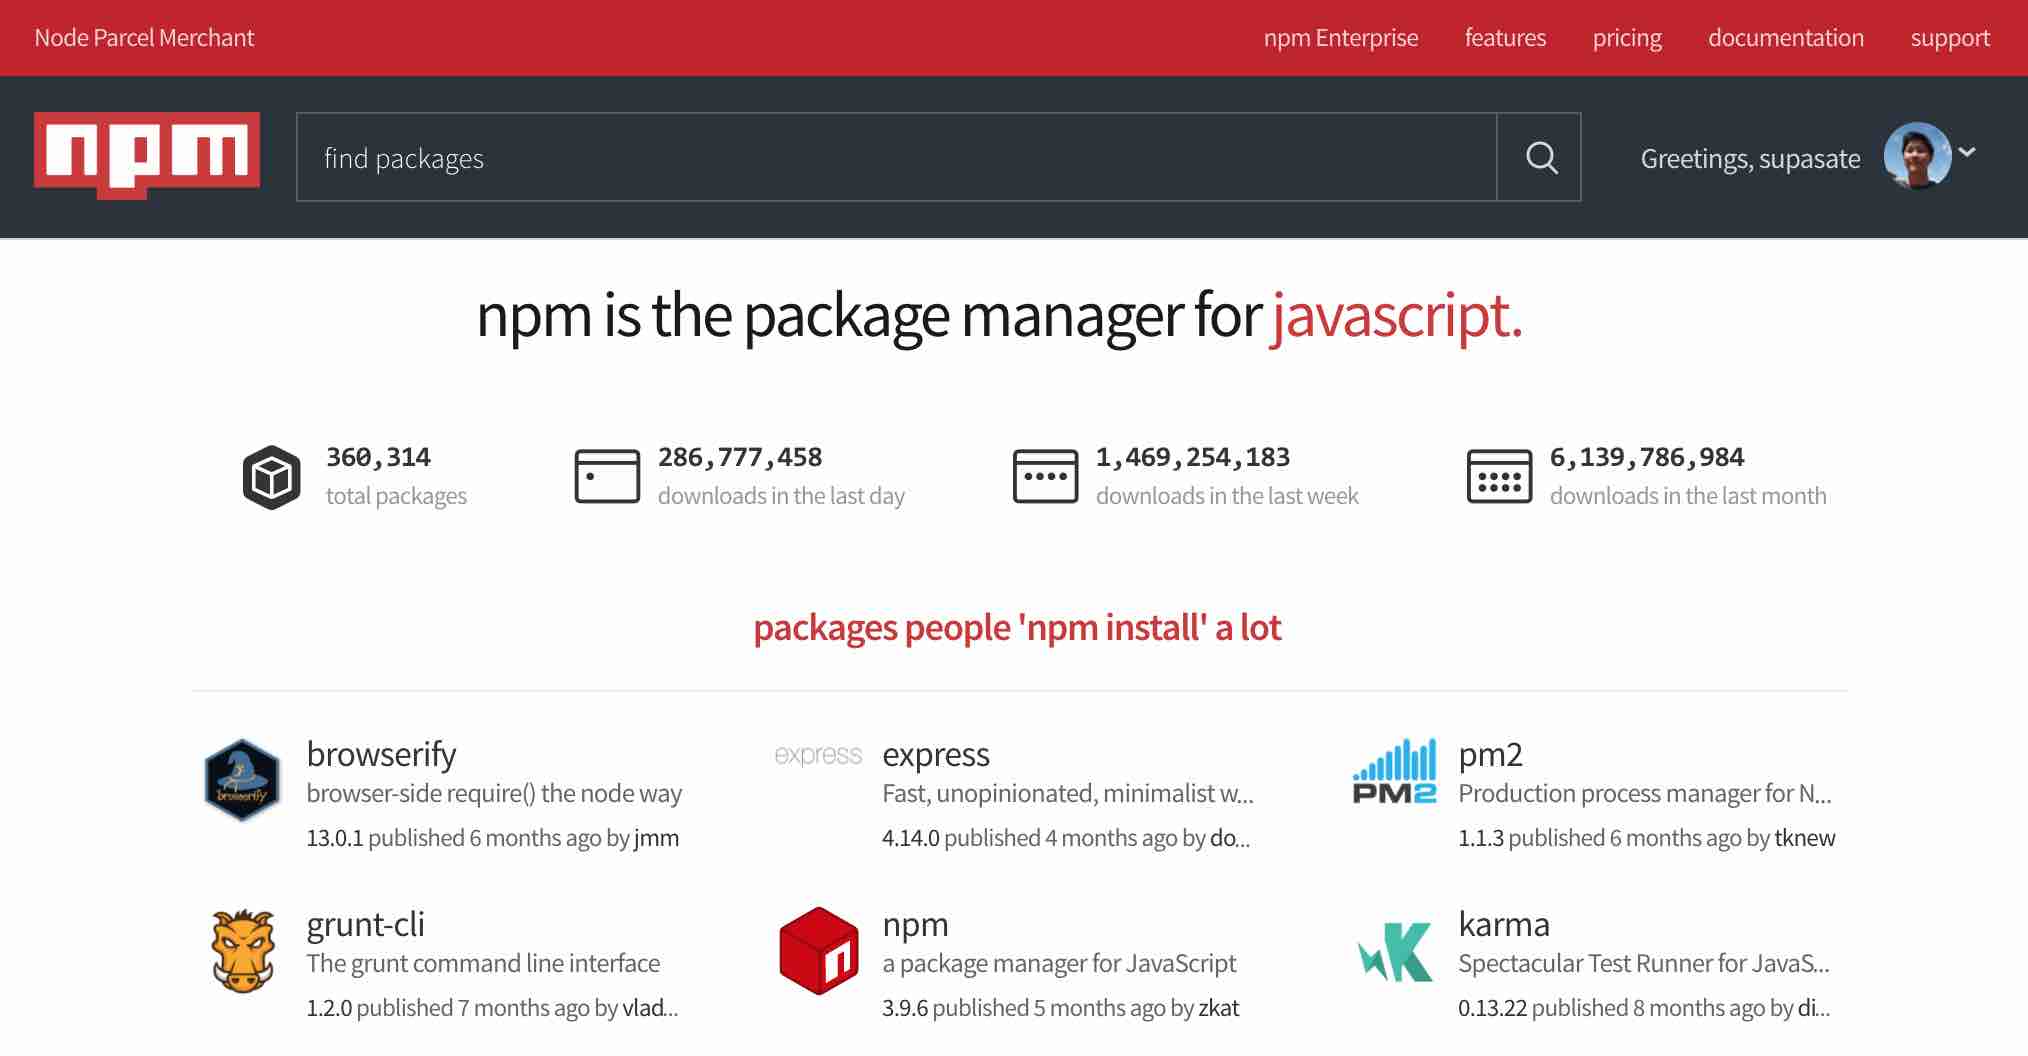 Node Parcel Merchant
npm Enterprise features pricing documentation support
npm
find packages
Greetings, supasate
npm is the package manager for javascript.
360,314
total packages
286,777,458
downloads in the last day
1,469,254,183
downloads in the last week
6,139,786,984
downloads in the last month
packages people 'npm install' a lot
browserify
browserify
browser-side require() the node way
13.0.1 published 6 months ago by jmm
express
express
Fast, unopinionated, minimalist w...
4.14.0 published 4 months ago by do...
PM2
pm2
Production process manager for N...
1.1.3 published 6 months ago by tknew
grunt-cli
The grunt command line interface
1.2.0 published 7 months ago by vlad...
n
npm
a package manager for JavaScript
3.9.6 published 5 months ago by zkat
K
karma
Spectacular Test Runner for JavaS...
0.13.22 published 8 months ago by di...